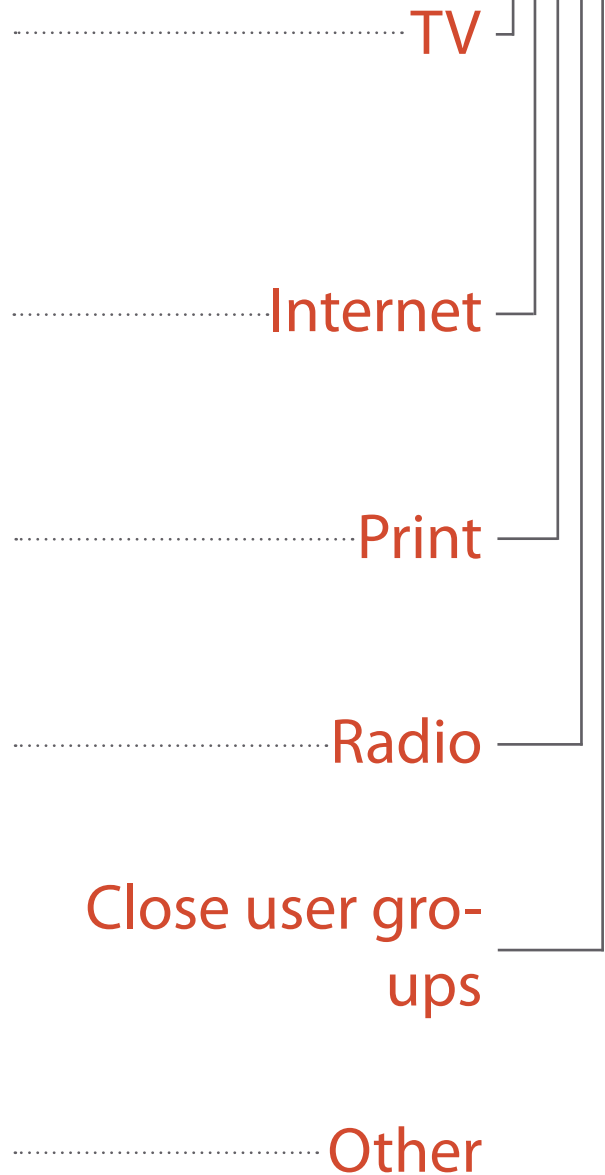 TV
Internet
Print
Radio
Close user gro-
ups
Other